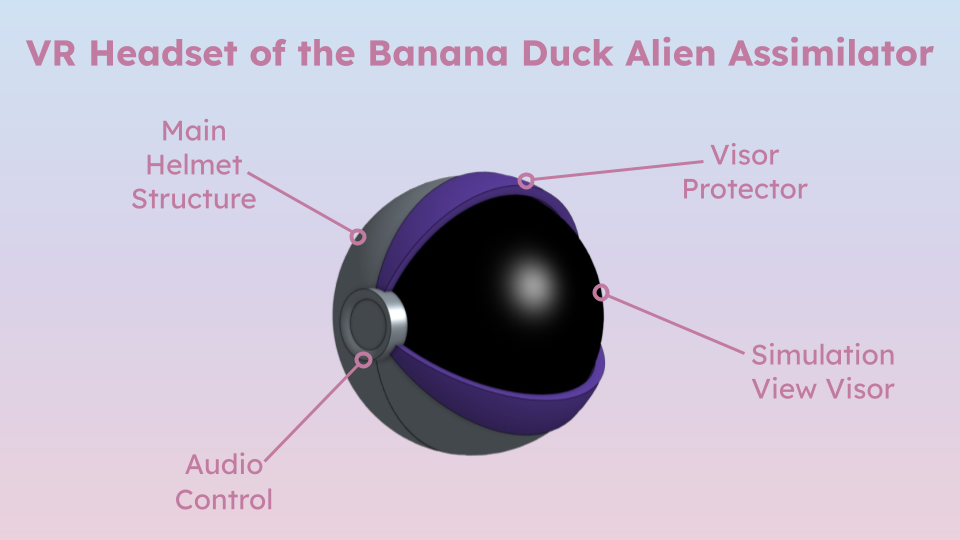 VR Headset of the Banana Duck Alien Assimilator
Main
Helmet
Structure
Visor
Protector
Simulation
View Visor
Audio
Control